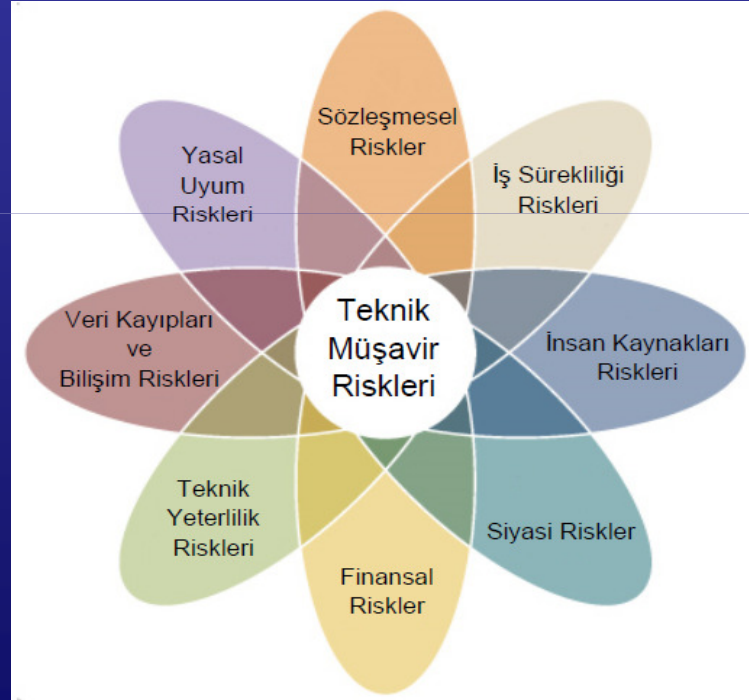 Sözleşmesel
Riskler
İş Sürekliliği
Riskleri
İnsan Kaynakları
Riskleri
Siyasi Riskler
Finansal
Riskler
Teknik
Yeterlilik
Riskleri
Veri Kayıpları
ve
Bilişim Riskleri
Yasal
Uyum
Riskleri
Teknik
Müşavir
Riskleri